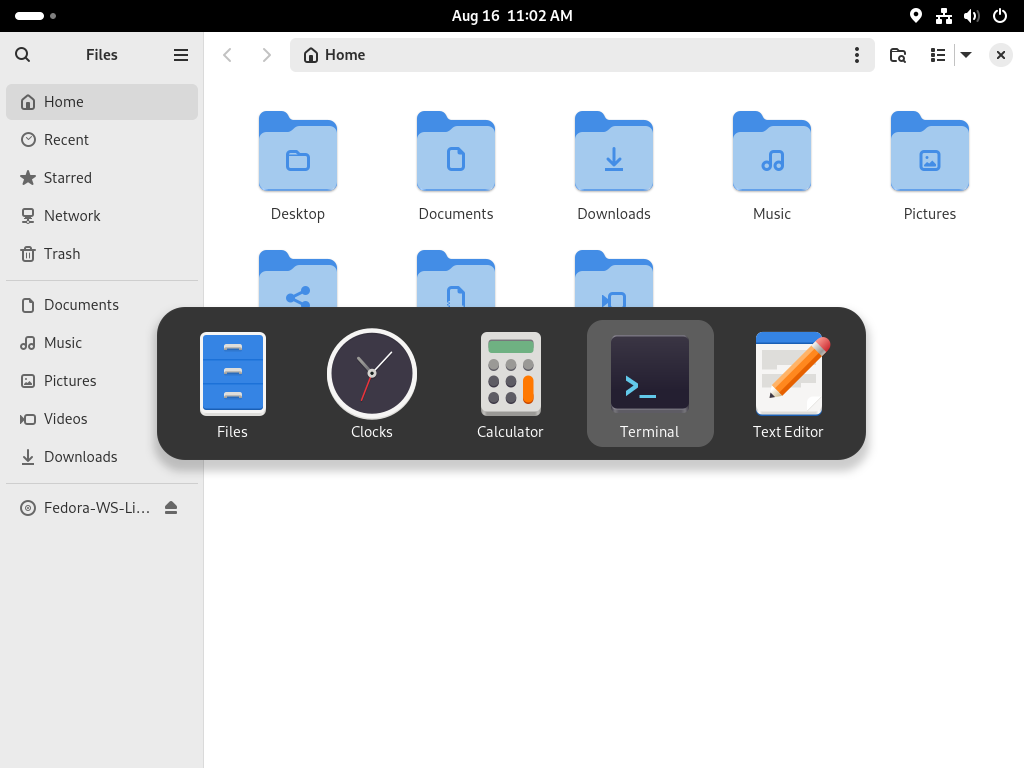 Aug 16 11:02 AM
Files
Home
Home
Recent
Starred
Network
Trash
Documents
Music
Pictures
Videos
Downloads
Fedora-WS-Li…
Desktop
Documents
Downloads
Music
Pictures
Files
Clocks
Calculator
Terminal
Text Editor